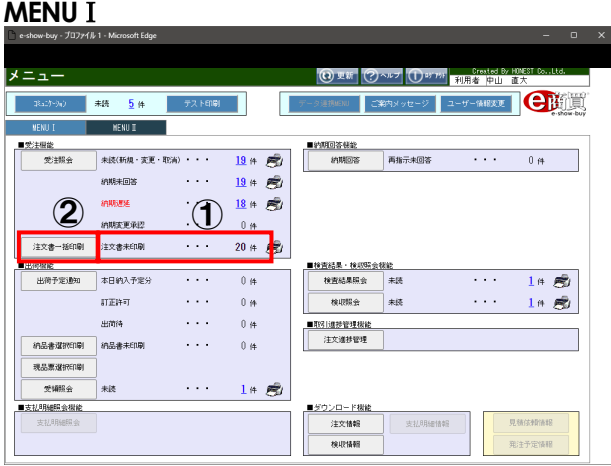 MENU Ⅰ
e-show-buy - プロファイル 1 - Microsoft Edge
メニュー
更新 ヘルプ ログアウト
Created By HONEST Co.,Ltd.
利用者 中山 直大
コミュニケーション 未読 5 件 テスト印刷
データ連携MENU ご案内メッセージ ユーザー情報変更
e商買
e-show-buy
MENU Ⅰ MENU Ⅱ
■受注機能
受注照会 未読(新規・変更・取消)・・・ 19 件
納期未回答 19 件
納期遅延 18 件
② ①
納期変更承認 ・・・ 0 件
注文書一括印刷 注文書未印刷 ・・・ 20 件
■納期回答機能
納期回答 再指示未回答 ・・・ 0 件
■出荷機能
出荷予定通知 本日納入予定分 ・・・ 0 件
訂正許可 ・・・ 0 件
出荷待 ・・・ 0 件
納品書選択印刷 納品書未印刷 ・・・ 0 件
現品票選択印刷
受領照会 未読 ・・・ 1 件
■検査結果・検収照会機能
検査結果照会 未読 ・・・ 1 件
検収照会 未読 ・・・ 1 件
■取引進捗管理機能
注文進捗管理
■支払明細照会機能
支払明細照会
■ダウンロード機能
注文情報 支払明細情報 見積依頼情報
検収情報 発注予定情報